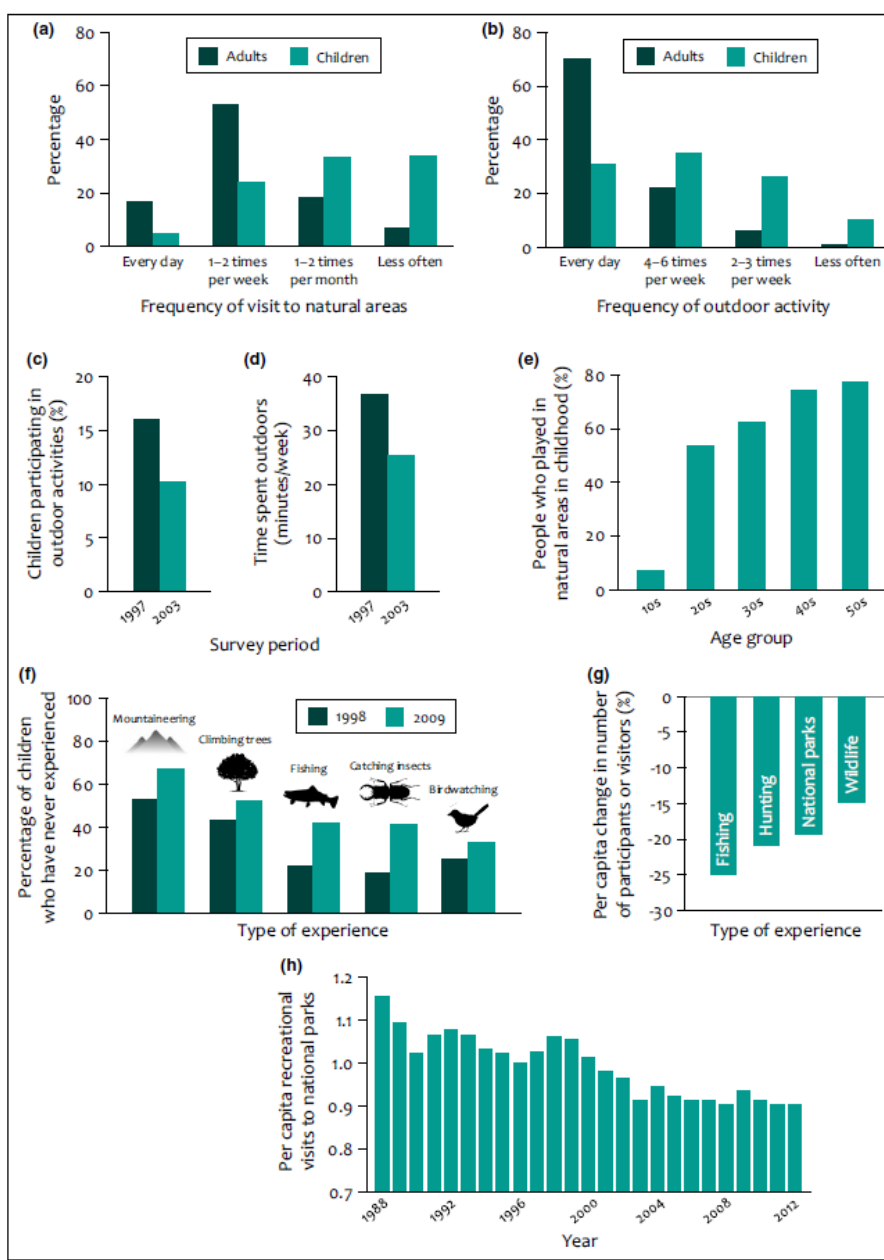 (a)
Adults
Children
Percentage
80
60
40
20
0
Every day
1–2 times
per week
1–2 times
per month
Less often
Frequency of visit to natural areas
(b)
Adults
Children
Percentage
80
60
40
20
0
Every day
4–6 times
per week
2–3 times
per week
Less often
Frequency of outdoor activity
(c)
Children participating in
outdoor activities (%)
20
15
10
5
0
1997
2003
(d)
Time spent outdoors
(minutes/week)
40
30
20
10
0
1997
2003
Survey period
(e)
People who played in
natural areas in childhood (%)
80
60
40
20
0
10s
20s
30s
40s
50s
Age group
(f)
Percentage of children
who have never experienced
100
80
60
40
20
0
1998
2009
Mountaineering
Climbing trees
Fishing
Catching insects
Birdwatching
Type of experience
(g)
Per capita change in number
of participants or visitors (%)
0
-5
-10
-15
-20
-25
-30
Fishing
Hunting
National parks
Wildlife
Type of experience
(h)
Per capita recreational
visits to national parks
1.2
1.1
1.0
0.9
0.8
0.7
1988
1992
1996
2000
2004
2008
2012
Year